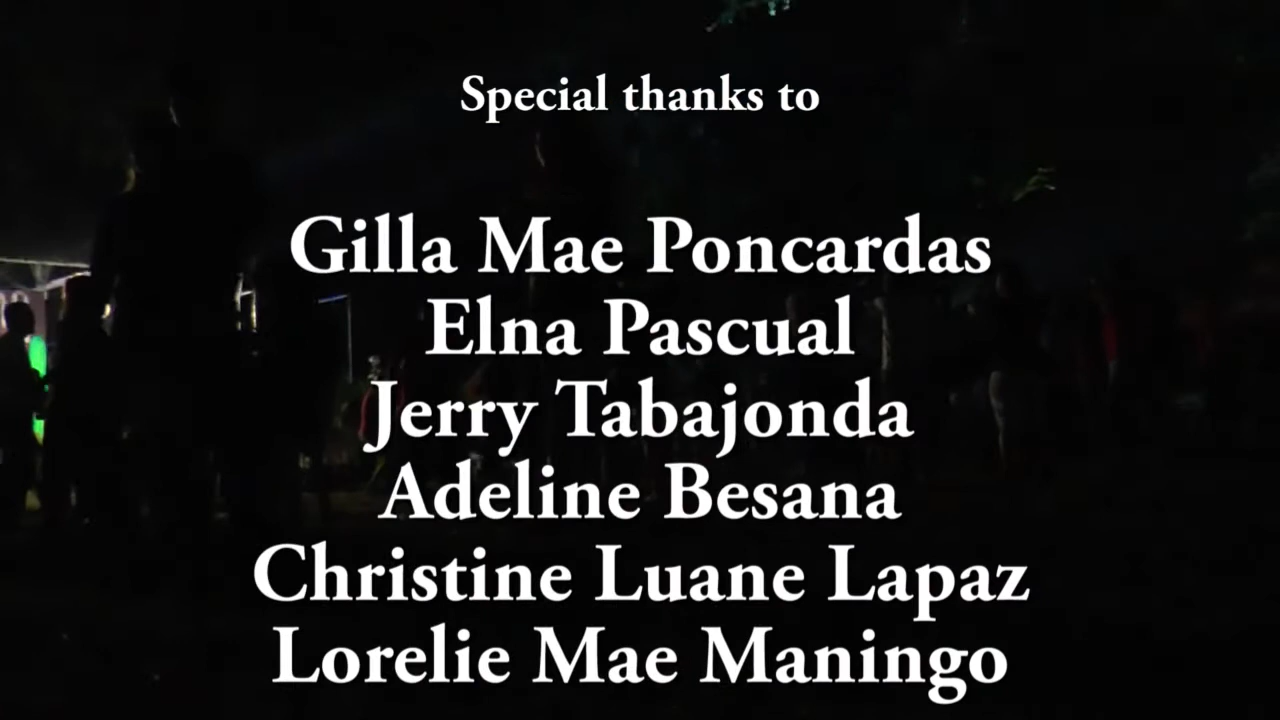 Special thanks to
Gilla Mae Poncardas
Elna Pascual
Jerry Tabajonda
Adeline Besana
Christine Luane Lapaz
Lorelie Mae Maningo